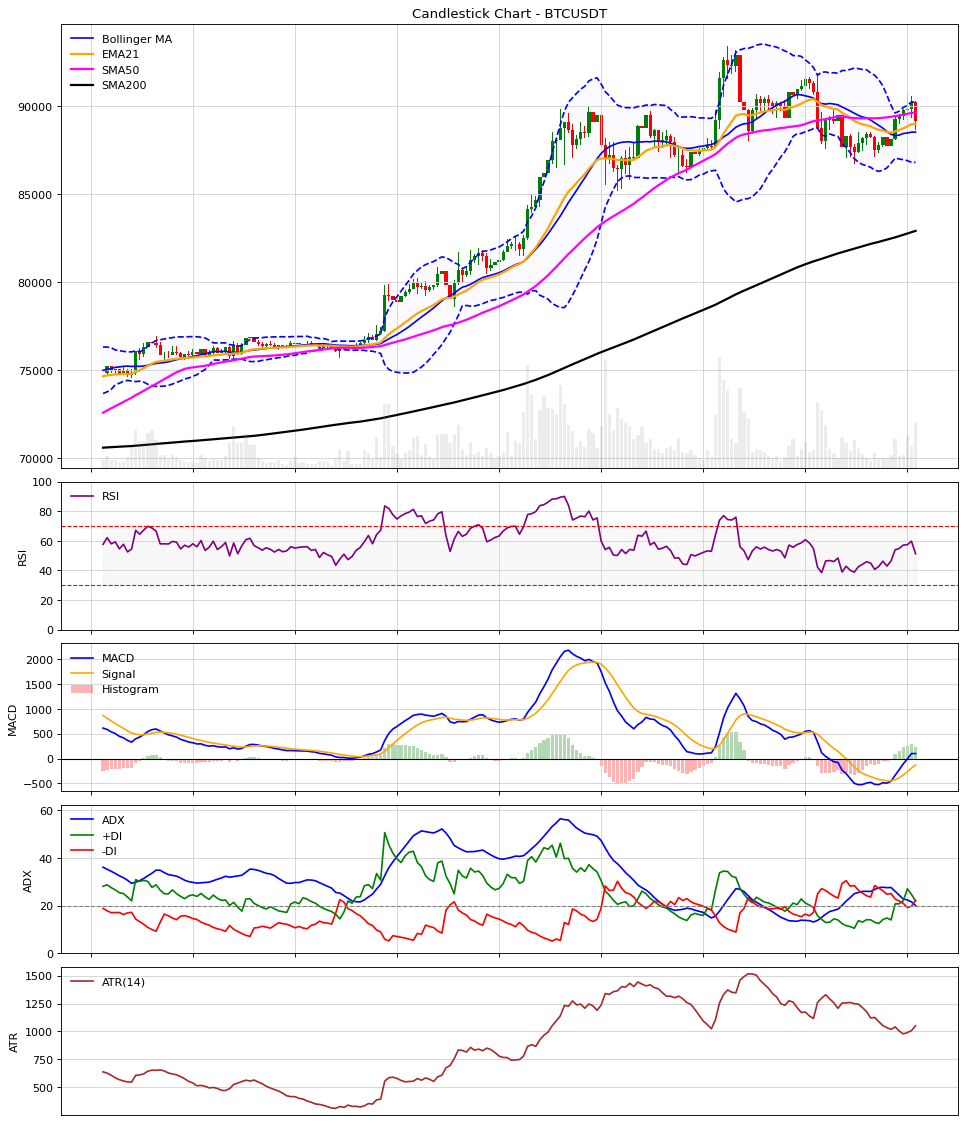 Candlestick Chart - BTCUSDT
Bollinger MA
EMA21
SMA50
SMA200
90000
85000
80000
75000
70000
RSI
100
80
60
40
20
0
RSI
MACD
Signal
Histogram
2000
1500
1000
500
0
−500
MACD
ADX
+DI
-DI
60
40
20
0
ADX
ATR(14)
1500
1250
1000
750
500
ATR